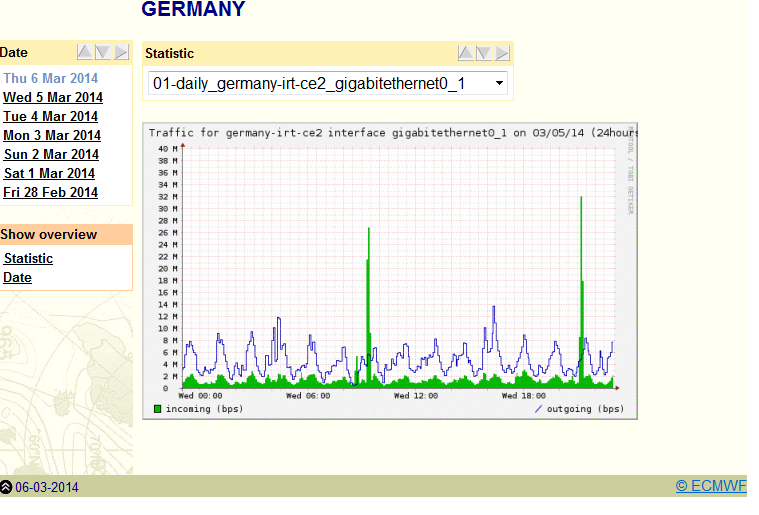 GERMANY
Date
Thu 6 Mar 2014
Wed 5 Mar 2014
Tue 4 Mar 2014
Mon 3 Mar 2014
Sun 2 Mar 2014
Sat 1 Mar 2014
Fri 28 Feb 2014
Show overview
Statistic
Date
Statistic
01-daily_germany-irt-ce2_gigabitethernet0_1
Traffic for germany-irt-ce2 interface gigabitethernet0_1 on 03/05/14 (24hours
40 M
38 M
36 M
34 M
32 M
30 M
28 M
26 M
24 M
22 M
20 M
18 M
16 M
14 M
12 M
10 M
8 M
6 M
4 M
2 M
0
Wed 00:00 Wed 06:00 Wed 12:00 Wed 18:00
incoming (bps) outgoing (bps)
TOOL / TOBI OETIKER
06-03-2014
© ECMWF